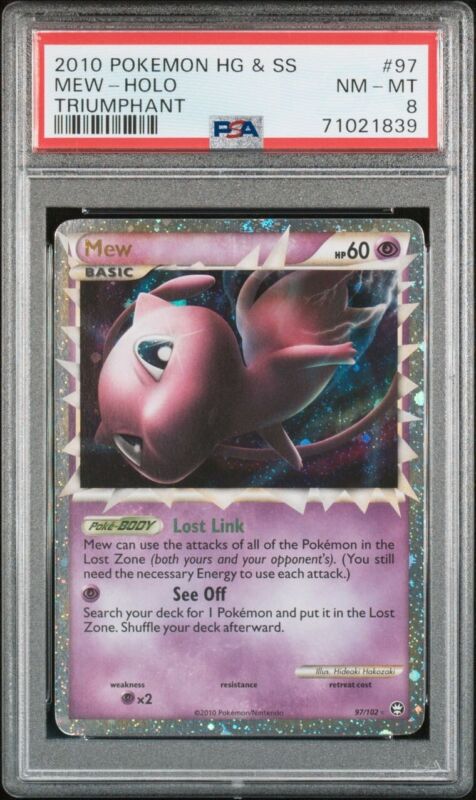 2010 POKEMON HG & SS #97
MEW - HOLO NM - MT
TRIUMPHANT 8
PSA 71021839
Mew HP60
BASIC
Poké-BODY Lost Link
Mew can use the attacks of all of the Pokémon in the
Lost Zone (both yours and your opponent's). (You still
need the necessary Energy to use each attack.)
See Off
Search your deck for 1 Pokémon and put it in the Lost
Zone. Shuffle your deck afterward.
Illus. Hideaki Hakozaki
weakness resistance retreat cost
x2
©2010 Pokémon/Nintendo 97/102